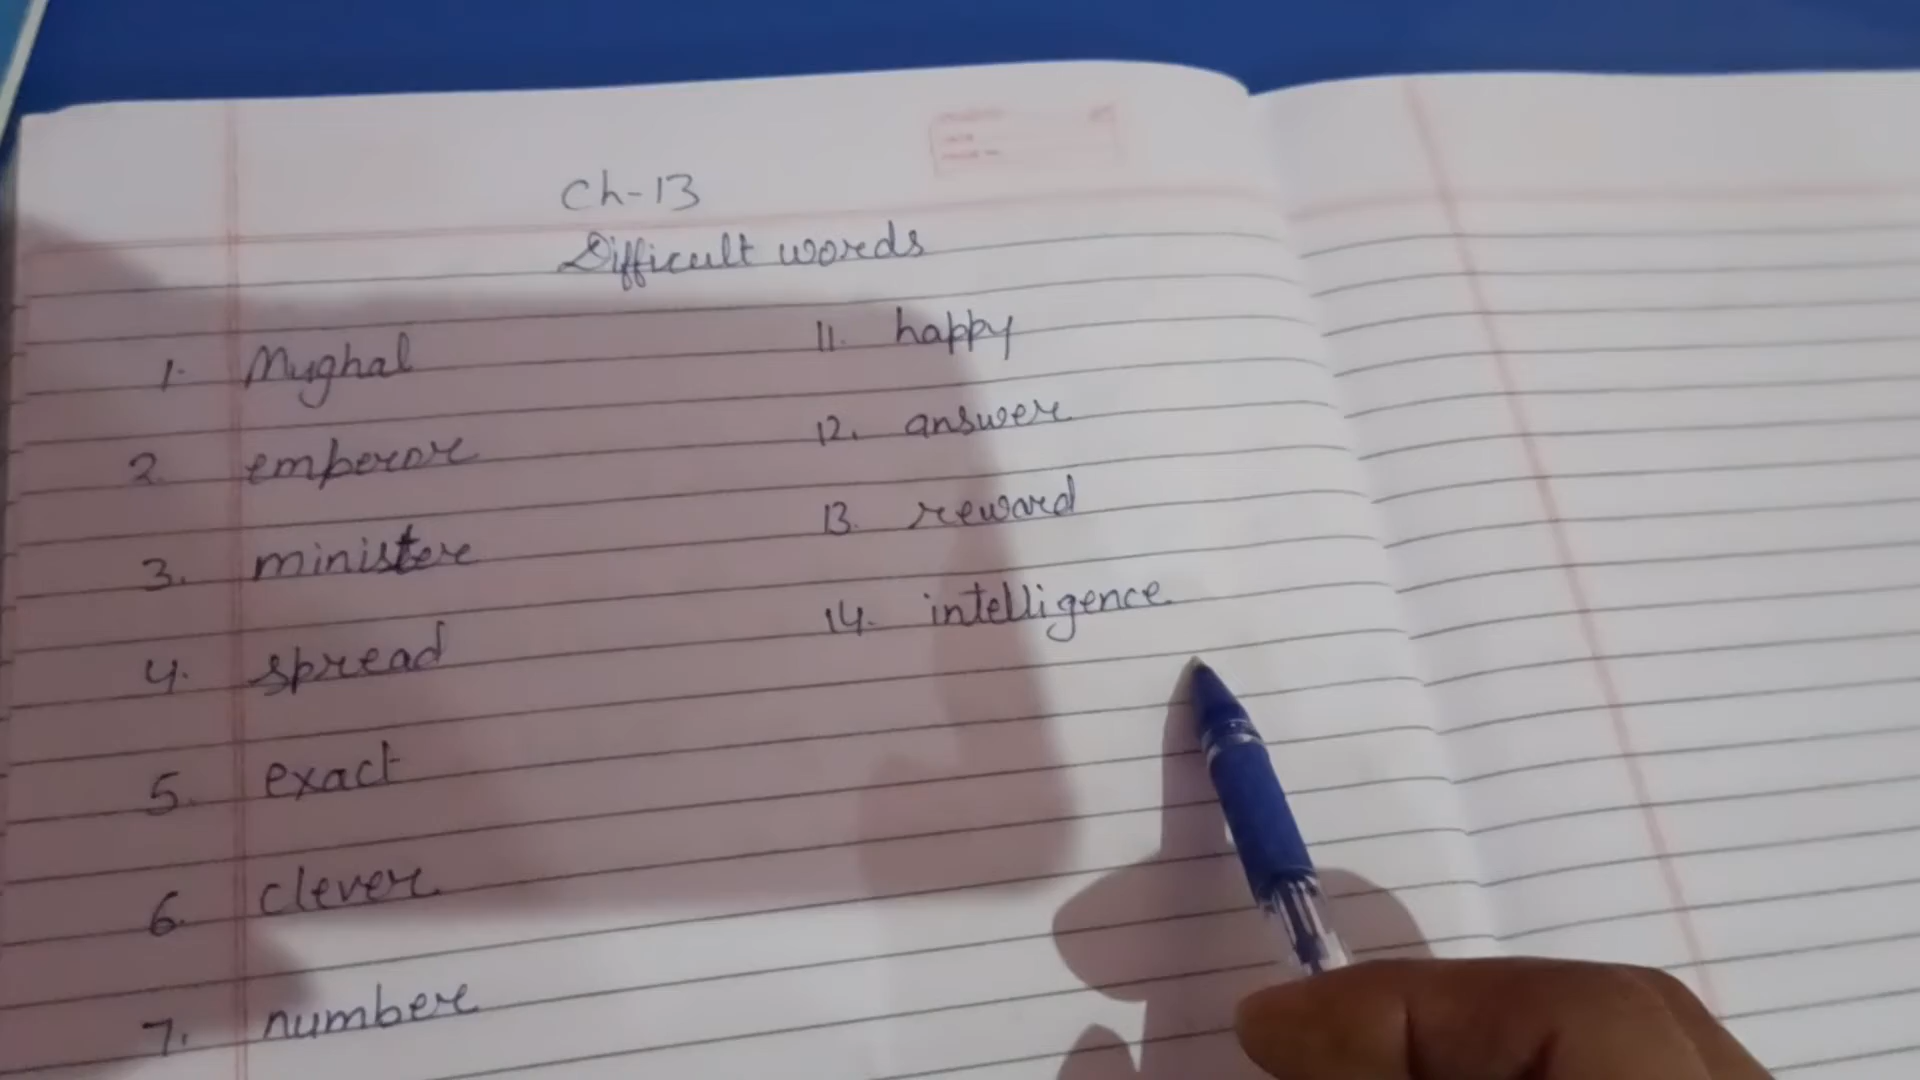 Ch-13
Difficult words
1. Mughal
2. emperor
3. minister
4. spread
5. exact
6. clever
7. number
11. happy
12. answer
13. reward
14. intelligence